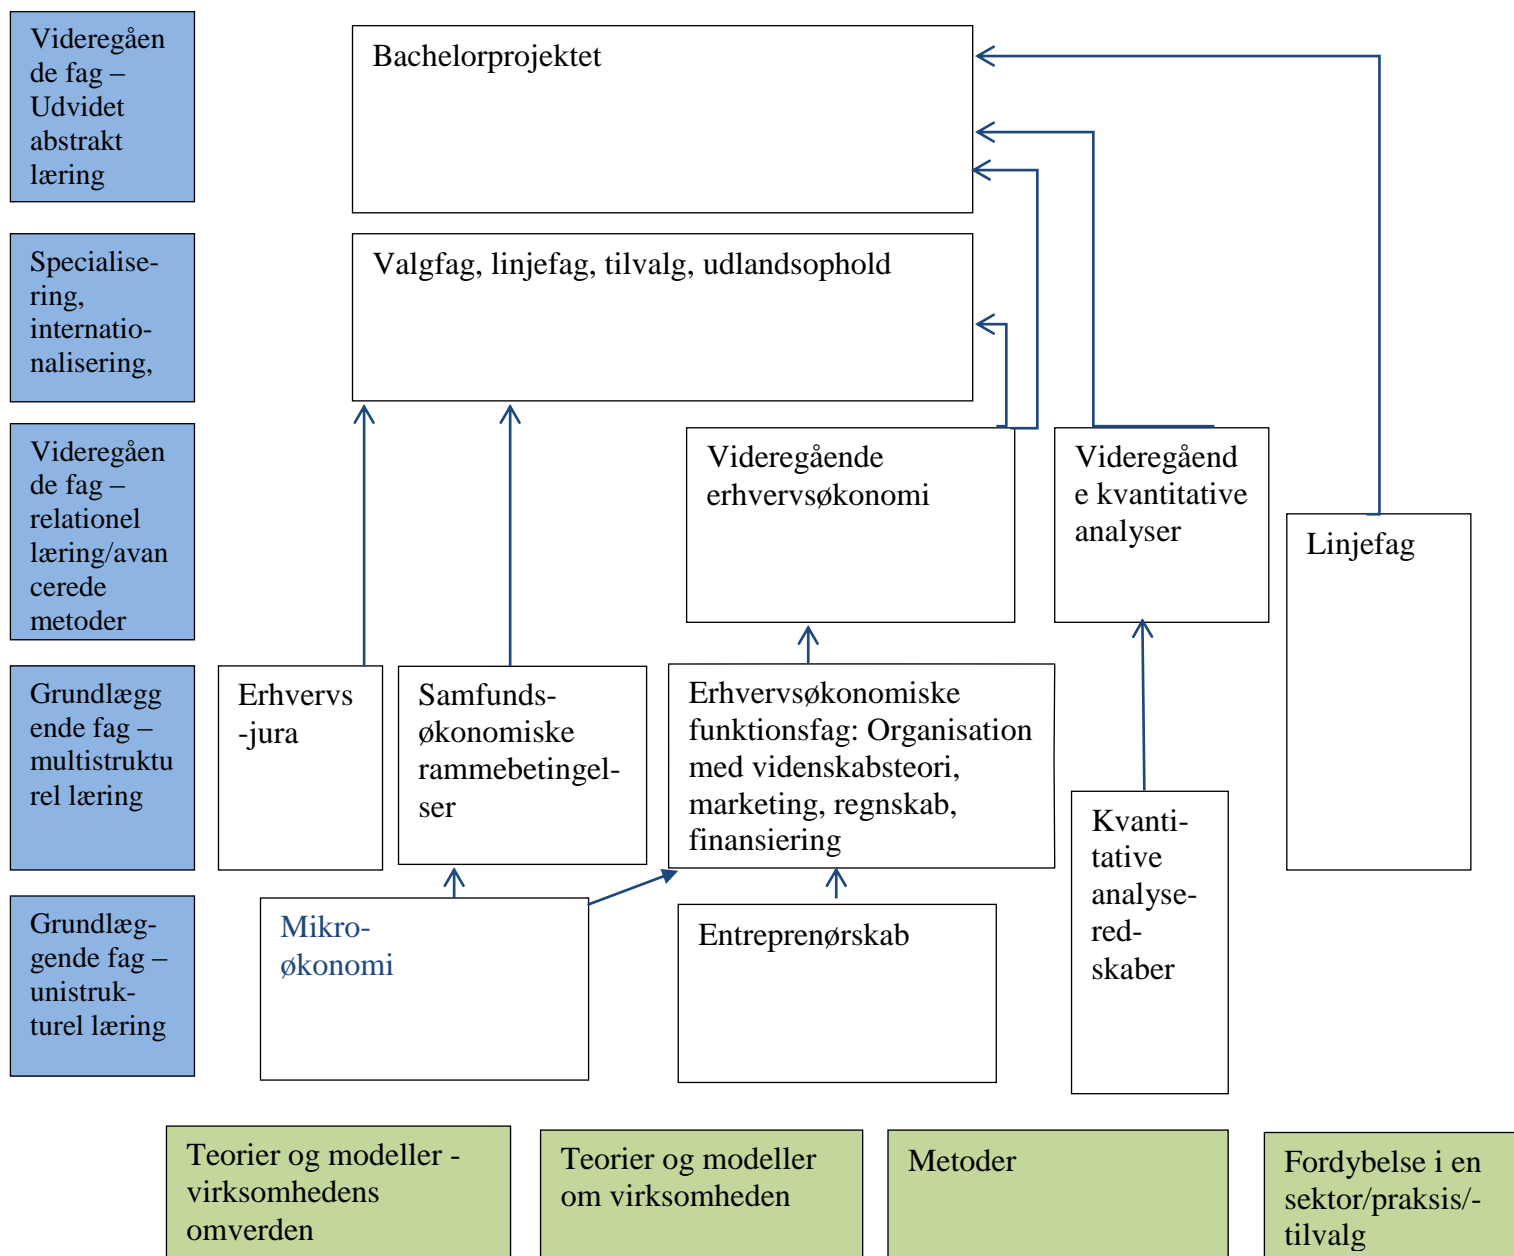 Videregåen
de fag –
Udvidet
abstrakt
læring
Bachelorprojektet
Specialise-
ring,
internatio-
nalisering,
Valgfag, linjefag, tilvalg, udlandsophold
Videregåen
de fag –
relationel
læring/avan
cerede
metoder
Videregående
erhvervsøkonomi
Videregåend
e kvantitative
analyser
Linjefag
Grundlægg
ende fag –
multistruktu
rel læring
Erhvervs
-jura
Samfunds-
økonomiske
rammebetingel-
ser
Erhvervsøkonomiske
funktionsfag: Organisation
med videnskabsteori,
marketing, regnskab,
finansiering
Kvanti-
tative
analyse-
red-
skaber
Grundlæg-
gende fag –
unistruk-
turel læring
Mikro-
økonomi
Entreprenørskab
Teorier og modeller -
virksomhedens
omverden
Teorier og modeller
om virksomheden
Metoder
Fordybelse i en
sektor/praksis/-
tilvalg